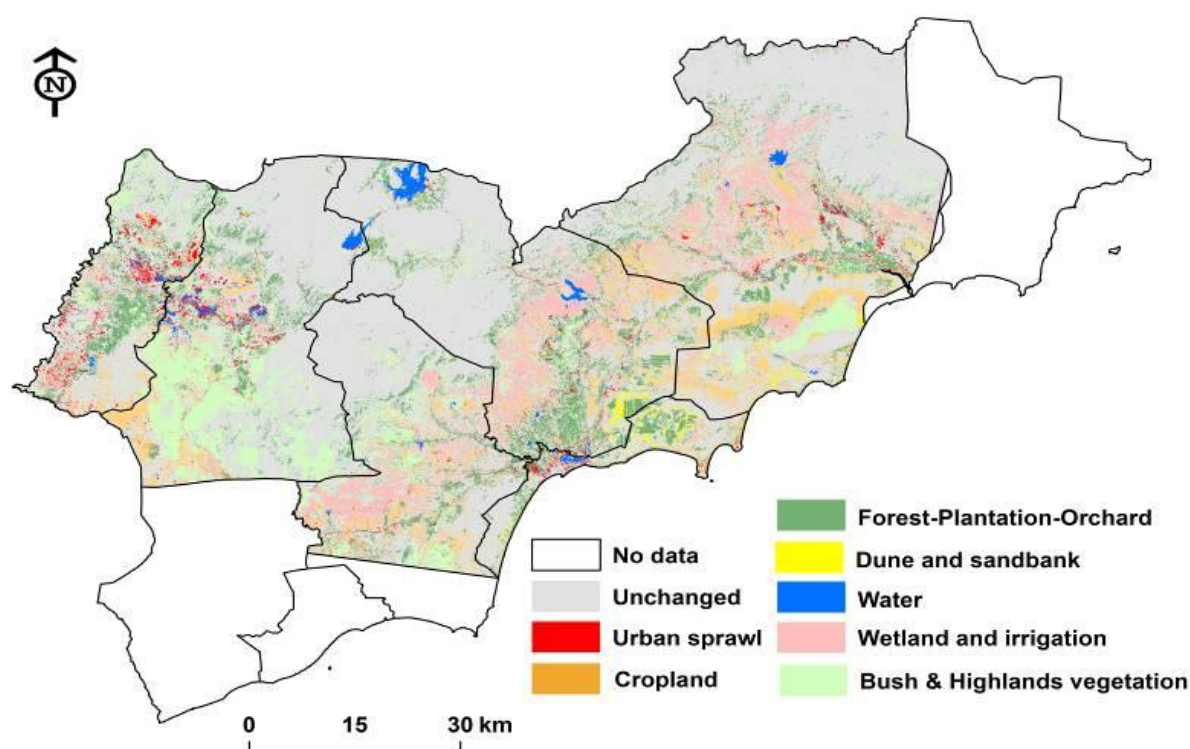 N
No data
Unchanged
Urban sprawl
Cropland
Forest-Plantation-Orchard
Dune and sandbank
Water
Wetland and irrigation
Bush & Highlands vegetation
0 15 30 km